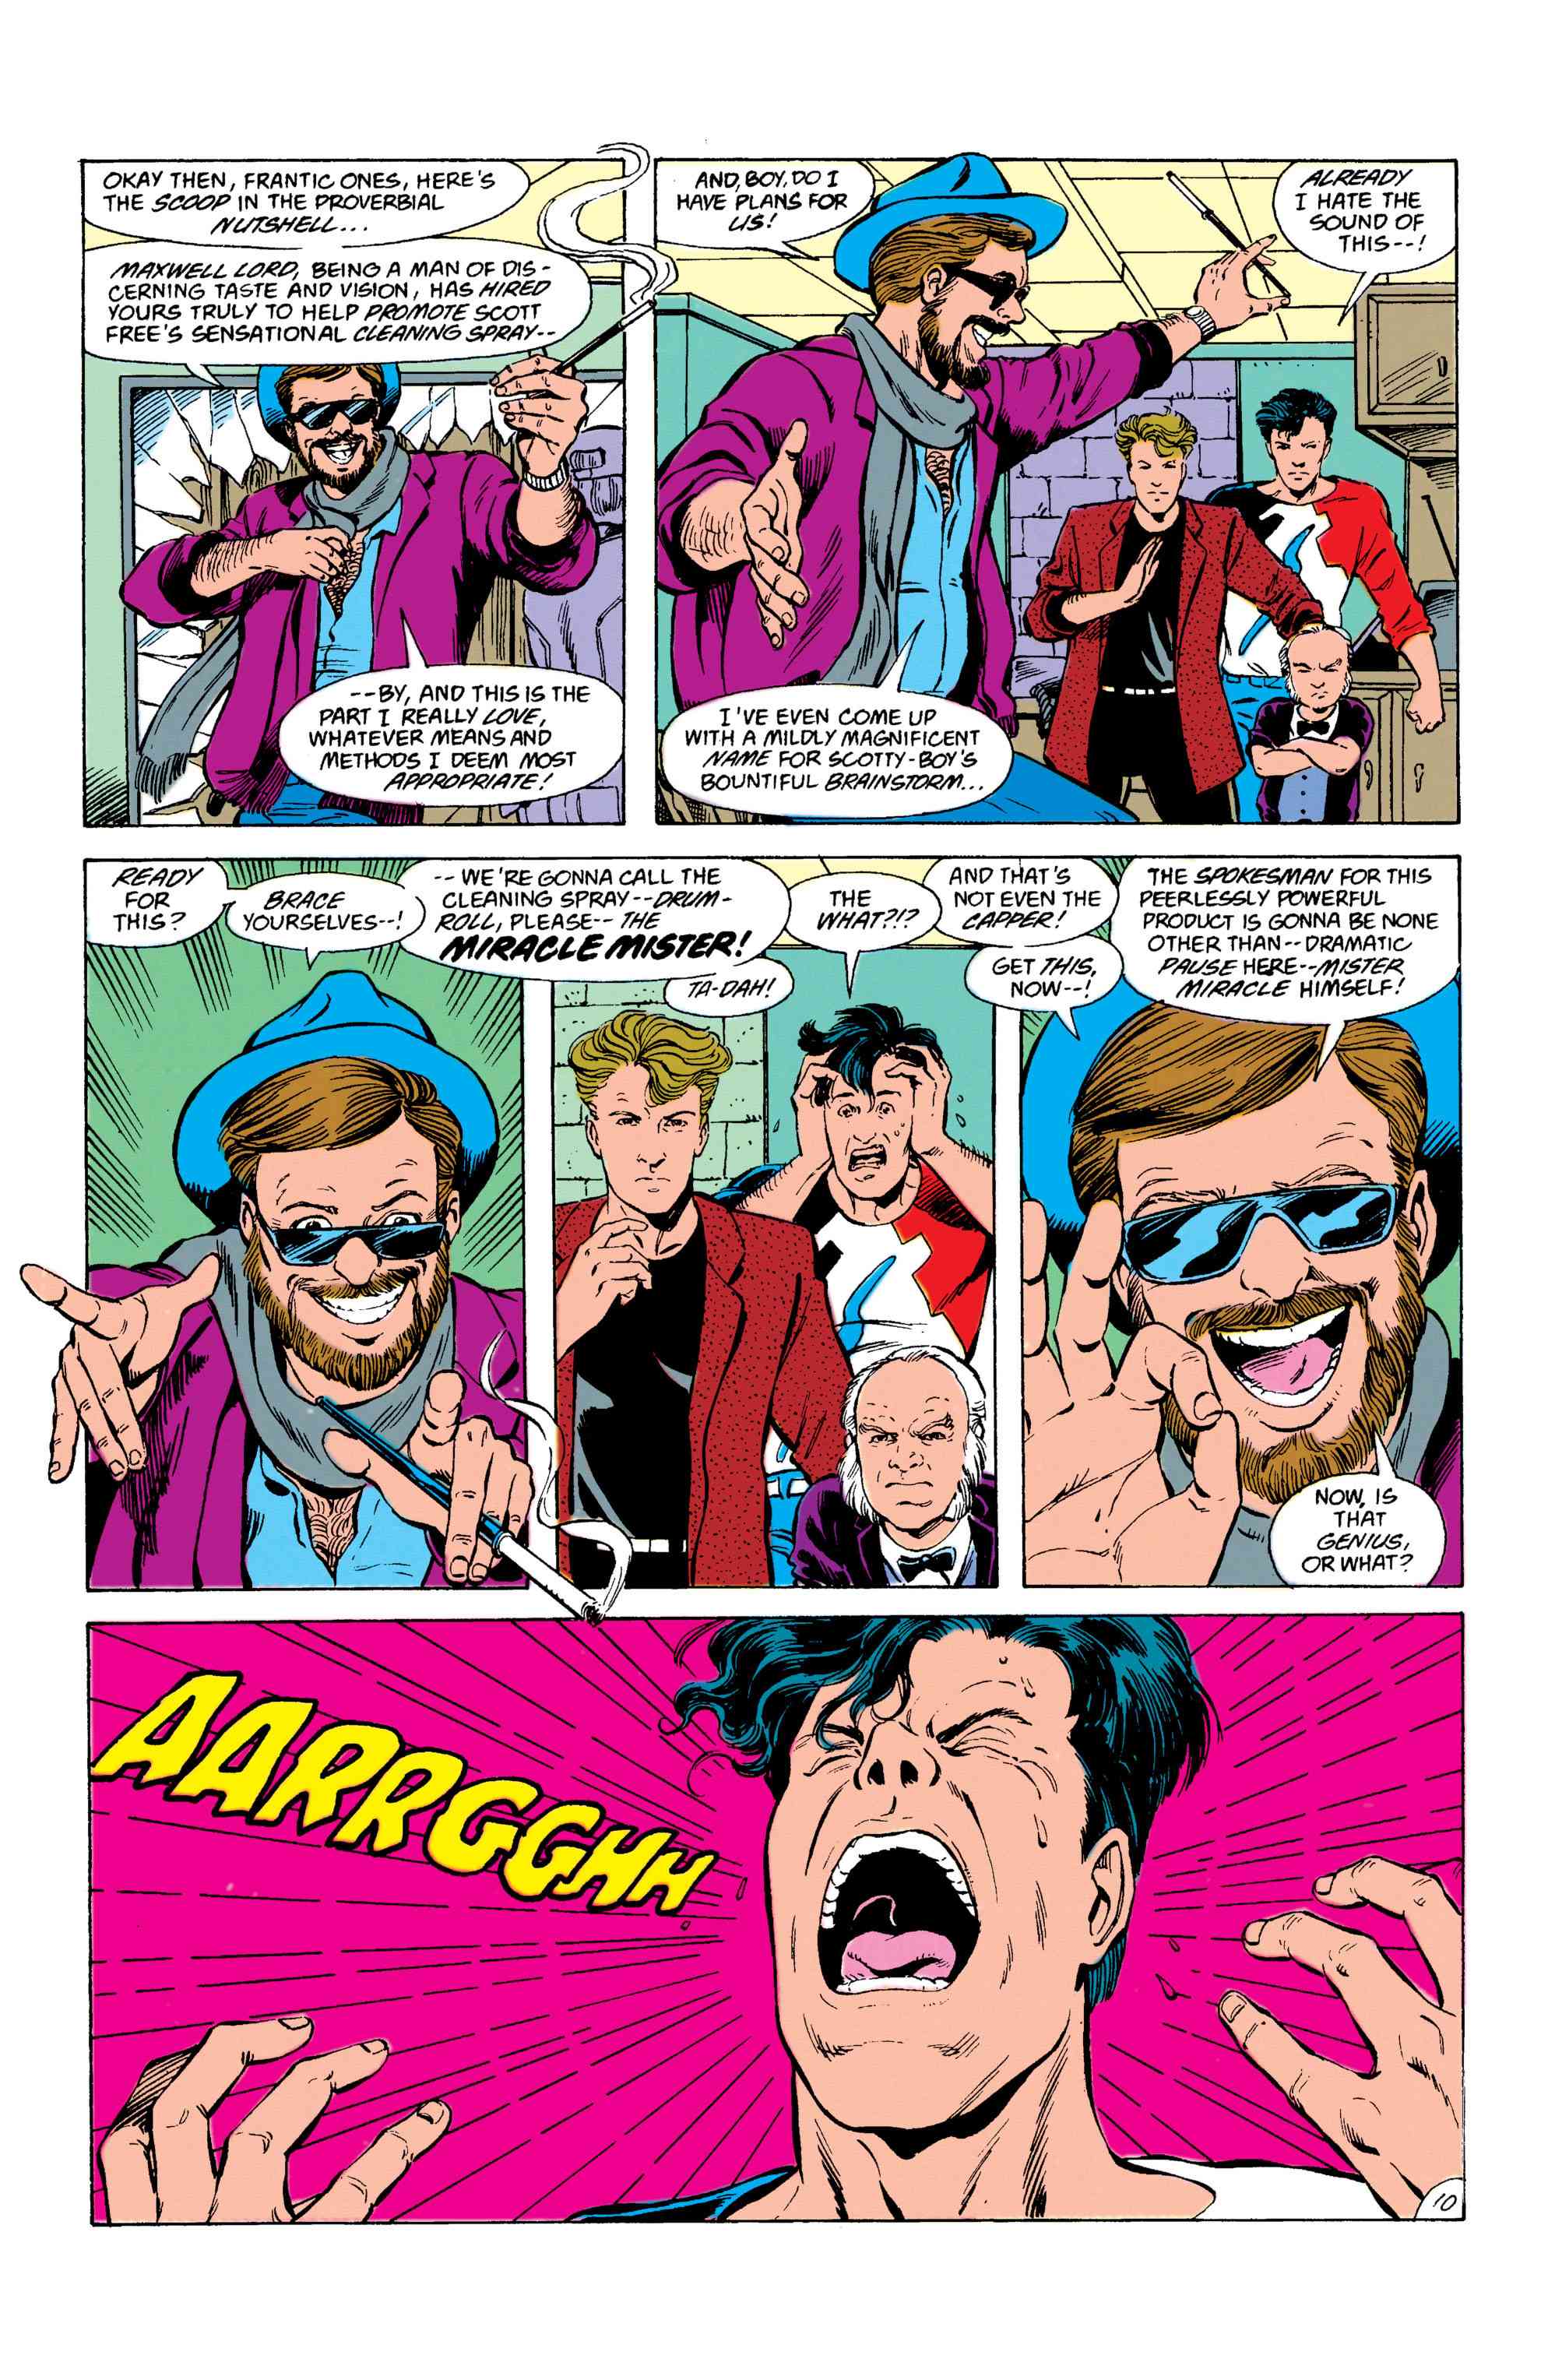 OKAY THEN, FRANTIC ONES, HERE'S
THE SCOOP IN THE PROVERBIAL
NUTSHELL...
MAXWELL LORD, BEING A MAN OF DIS-
CERNING TASTE AND VISION, HAS HIRED
YOURS TRULY TO HELP PROMOTE SCOTT
FREE'S SENSATIONAL CLEANING SPRAY--
--BY, AND THIS IS THE
PART I REALLY LOVE,
WHATEVER MEANS AND
METHODS I DEEM MOST
APPROPRIATE!
AND, BOY, DO I
HAVE PLANS FOR
US!
ALREADY
I HATE THE
SOUND OF
THIS--!
I'VE EVEN COME UP
WITH A MILDLY MAGNIFICENT
NAME FOR SCOTTY-BOY'S
BOUNTIFUL BRAINSTORM...
READY
FOR
THIS?
BRACE
YOURSELVES--!
-- WE'RE GONNA CALL THE
CLEANING SPRAY--DRUM-
ROLL, PLEASE-- THE
MIRACLE MISTER!
TA-DAH!
THE
WHAT?!?
AND THAT'S
NOT EVEN THE
CAPPER!
GET THIS,
NOW--!
THE SPOKESMAN FOR THIS
PEERLESSLY POWERFUL
PRODUCT IS GONNA BE NONE
OTHER THAN--DRAMATIC
PAUSE HERE--MISTER
MIRACLE HIMSELF!
NOW, IS
THAT
GENIUS,
OR WHAT?
AARRGGHH
10